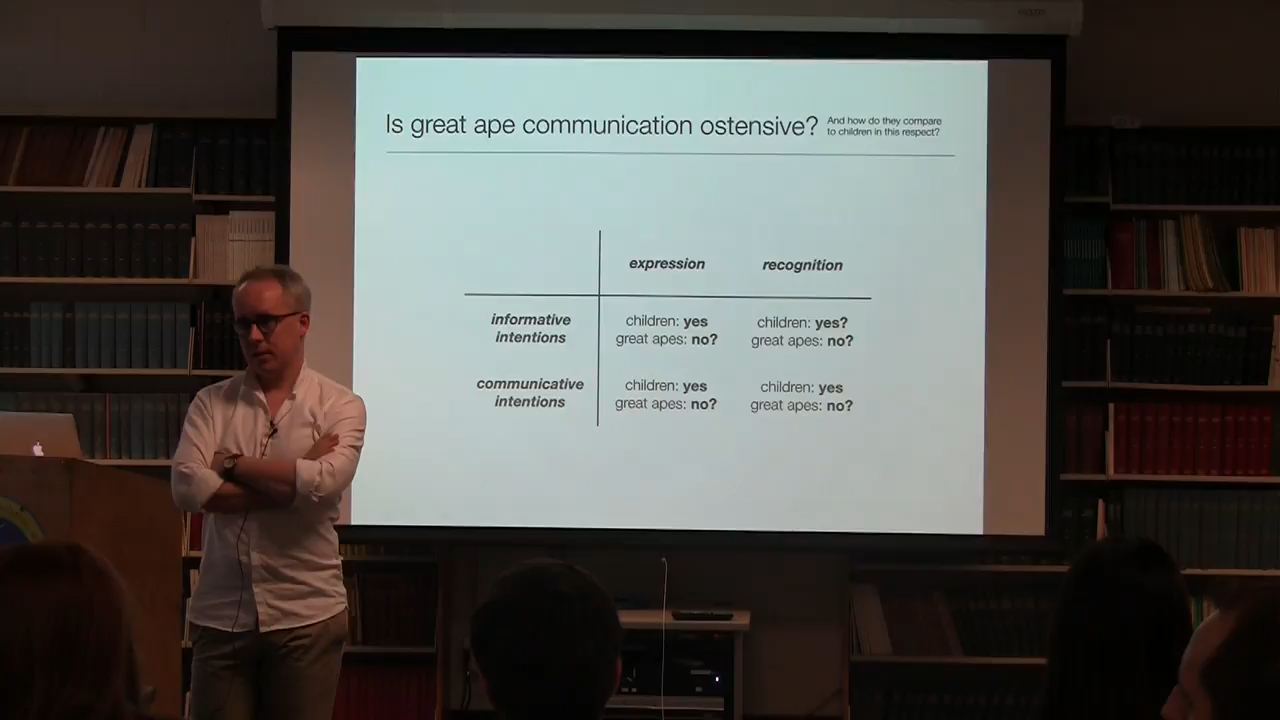 Is great ape communication ostensive?
And how do they compare
to children in this respect?
expression recognition
informative
intentions
children: yes
great apes: no?
children: yes?
great apes: no?
communicative
intentions
children: yes
great apes: no?
children: yes
great apes: no?